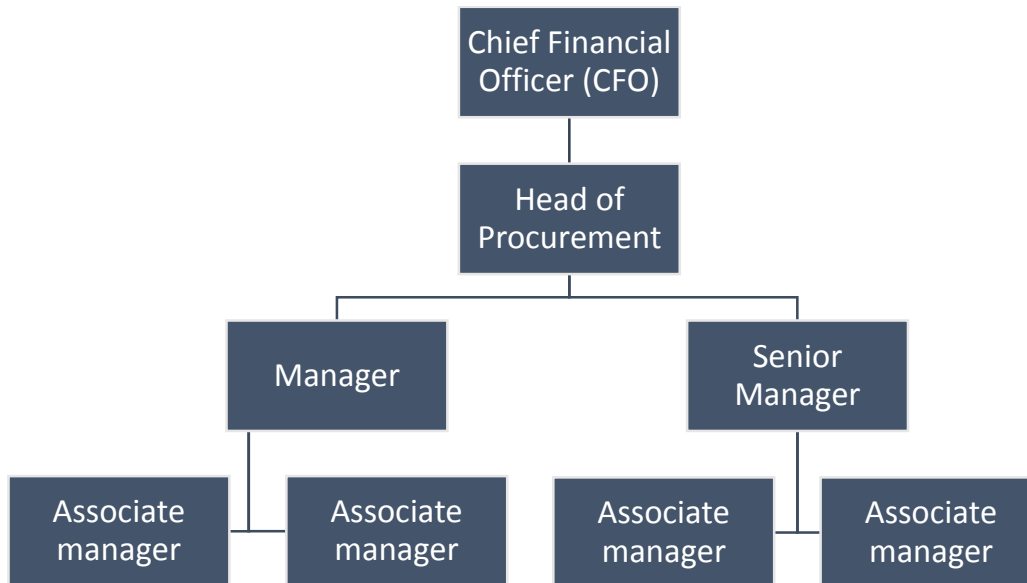 Chief Financial
Officer (CFO)
Head of
Procurement
Manager
Senior
Manager
Associate
manager
Associate
manager
Associate
manager
Associate
manager